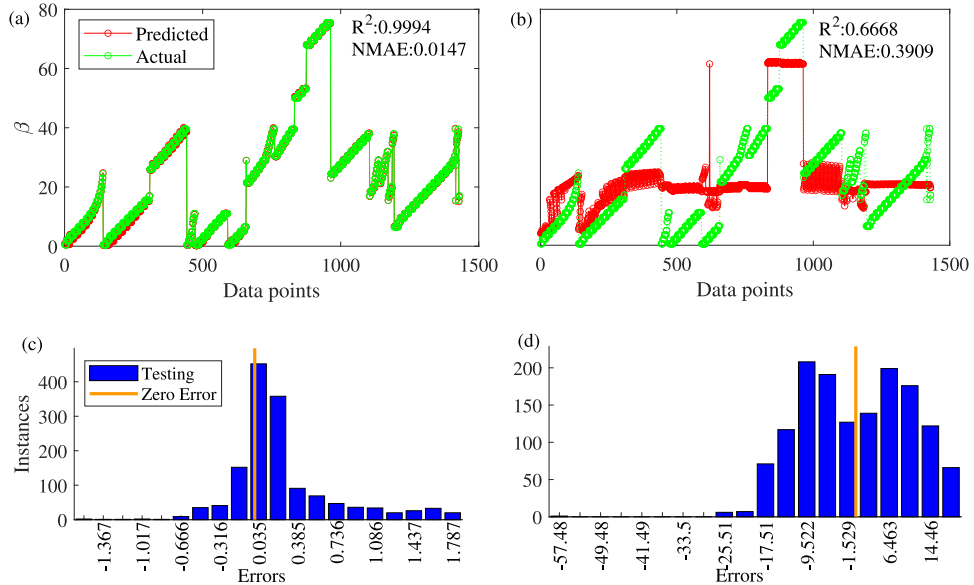 (a)
Predicted
Actual
R²:0.9994
NMAE:0.0147
80
60
40
20
0
β
0
500
1000
1500
Data points
(b)
R²:0.6668
NMAE:0.3909
0
500
1000
1500
Data points
(c)
Testing
Zero Error
400
300
200
100
0
Instances
-1.367
-1.017
-0.666
-0.316
0.035
0.385
0.736
1.086
1.437
1.787
Errors
(d)
200
150
100
50
0
-57.48
-49.48
-41.49
-33.5
-25.51
-17.51
-9.522
-1.529
6.463
14.46
Errors